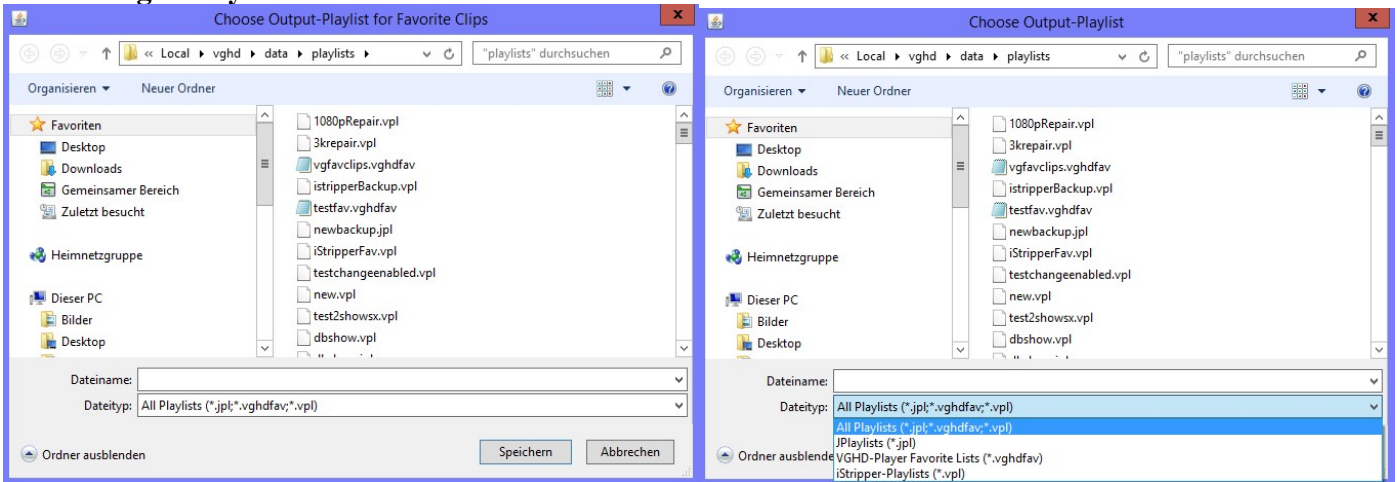 Choose Output-Playlist for Favorite Clips
x
« Local ▸ vghd ▸ data ▸ playlists ▸
"playlists" durchsuchen
Organisieren
Neuer Ordner
Favoriten
Desktop
Downloads
Gemeinsamer Bereich
Zuletzt besucht
Heimnetzgruppe
Dieser PC
Bilder
Desktop
1080pRepair.vpl
3krepair.vpl
vgfavclips.vghdfav
istripperBackup.vpl
testfav.vghdfav
newbackup.jpl
iStripperFav.vpl
testchangeenabled.vpl
new.vpl
test2showsx.vpl
dbshow.vpl
Dateiname:
Dateityp: All Playlists (*.jpl;*.vghdfav;*.vpl)
Ordner ausblenden
Speichern
Abbrechen
Choose Output-Playlist
x
« Local ▸ vghd ▸ data ▸ playlists
"playlists" durchsuchen
Organisieren
Neuer Ordner
Favoriten
Desktop
Downloads
Gemeinsamer Bereich
Zuletzt besucht
Heimnetzgruppe
Dieser PC
Bilder
Desktop
1080pRepair.vpl
3krepair.vpl
vgfavclips.vghdfav
istripperBackup.vpl
testfav.vghdfav
newbackup.jpl
iStripperFav.vpl
testchangeenabled.vpl
new.vpl
test2showsx.vpl
dbshow.vpl
Dateiname:
Dateityp: All Playlists (*.jpl;*.vghdfav;*.vpl)
All Playlists (*.jpl;*.vghdfav;*.vpl)
JPlaylists (*.jpl)
VGHD-Player Favorite Lists (*.vghdfav)
iStripper-Playlists (*.vpl)
Ordner ausblende